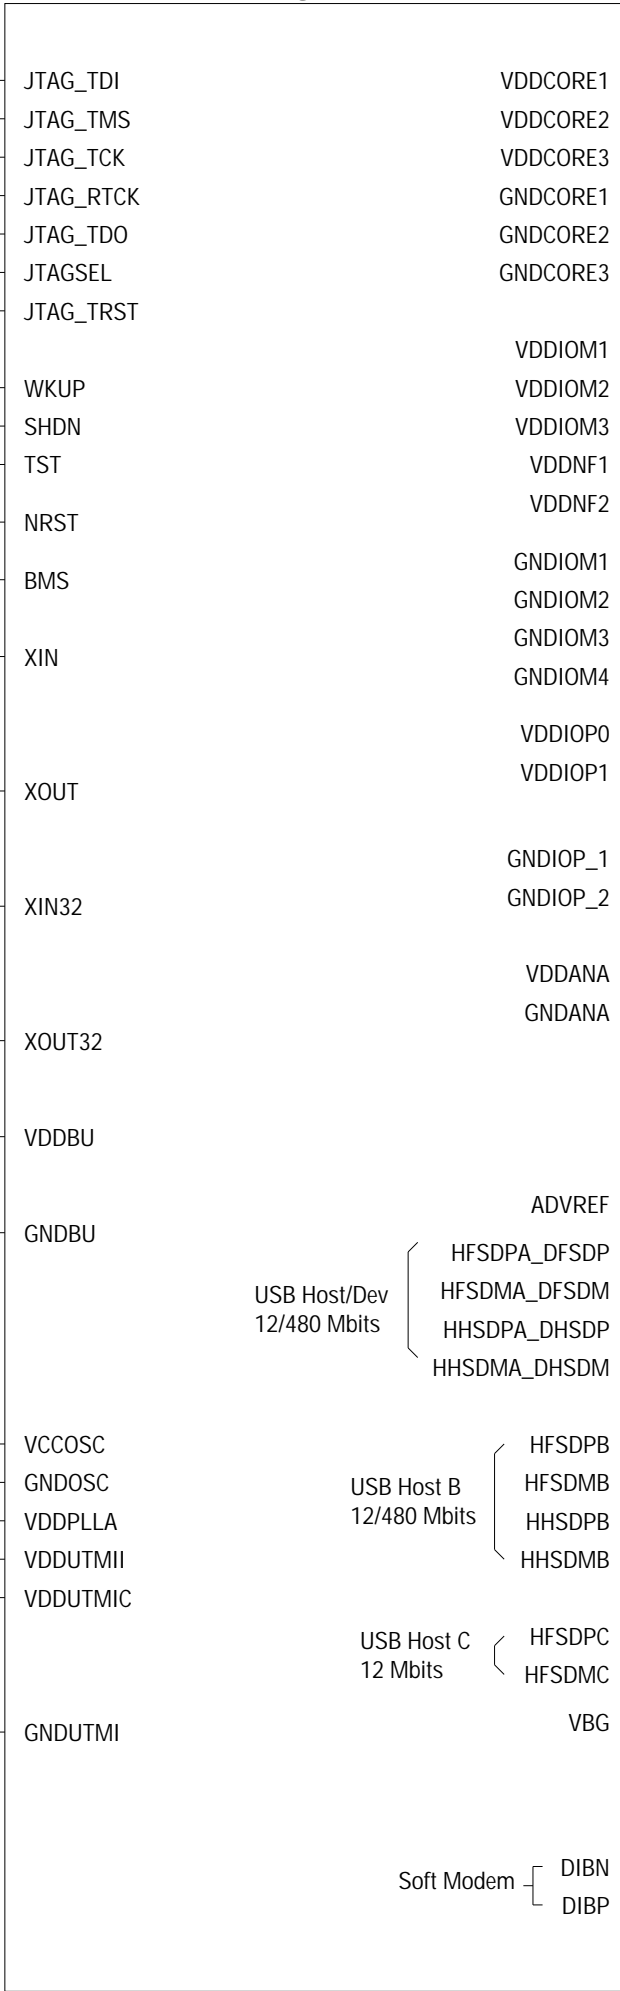 JTAG_TDI
JTAG_TMS
JTAG_TCK
JTAG_RTCK
JTAG_TDO
JTAGSEL
JTAG_TRST
WKUP
SHDN
TST
NRST
BMS
XIN
XOUT
XIN32
XOUT32
VDDBU
GNDBU
VCCOSC
GNDOSC
VDDPLLA
VDDUTMII
VDDUTMIC
GNDUTMI
VDDCORE1
VDDCORE2
VDDCORE3
GNDCORE1
GNDCORE2
GNDCORE3
VDDIOM1
VDDIOM2
VDDIOM3
VDDNF1
VDDNF2
GNDIOM1
GNDIOM2
GNDIOM3
GNDIOM4
VDDIOP0
VDDIOP1
GNDIOP_1
GNDIOP_2
VDDANA
GNDANA
ADVREF
USB Host/Dev
12/480 Mbits
HFSDPA_DFSDP
HFSDMA_DFSDM
HHSDPA_DHSDP
HHSDMA_DHSDM
USB Host B
12/480 Mbits
HFSDPB
HFSDMB
HHSDPB
HHSDMB
USB Host C
12 Mbits
HFSDPC
HFSDMC
VBG
Soft Modem
DIBN
DIBP